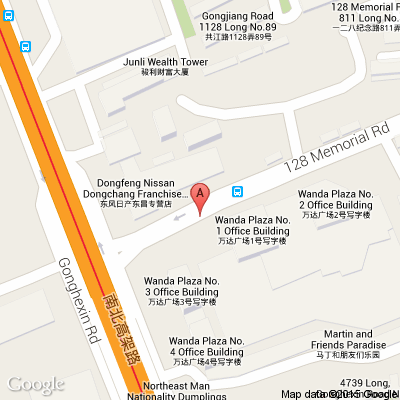 Gongjiang Road
1128 Long No.89
共江路1128弄89号
128 Memorial R
811 Long No.
一二八纪念路811弄
Junli Wealth Tower
骏利财富大厦
128 Memorial Rd
Dongfeng Nissan
Dongchang Franchise...
东风日产东昌专营店
A
Wanda Plaza No.
2 Office Building
万达广场2号写字楼
Wanda Plaza No.
1 Office Building
万达广场1号写字楼
Gonghexin Rd
南北高架路
Wanda Plaza No.
3 Office Building
万达广场3号写字楼
Wanda Plaza No.
4 Office Building
万达广场4号写字楼
Martin and
Friends Paradise
马丁和朋友们乐园
Northeast Man
Nationality Dumplings
4739 Long,
Google
Map data ©2015 Google